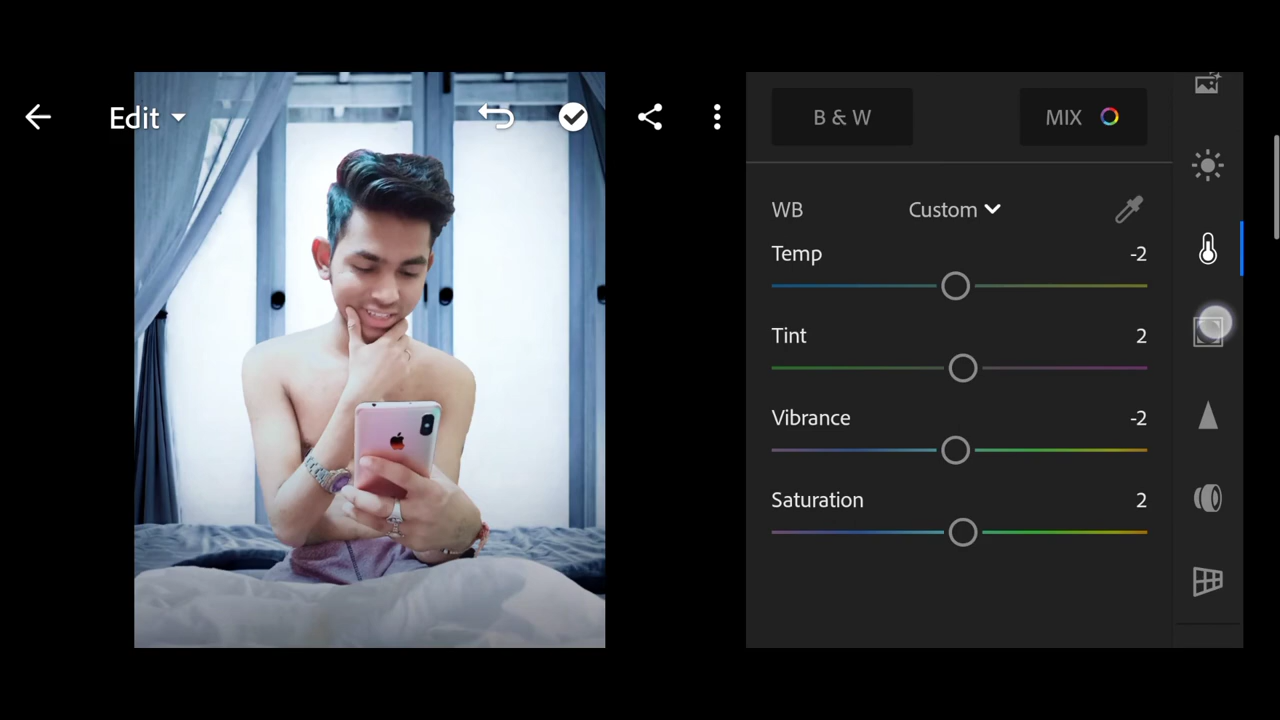 Edit
B & W
MIX
WB
Custom
Temp
-2
Tint
2
Vibrance
-2
Saturation
2